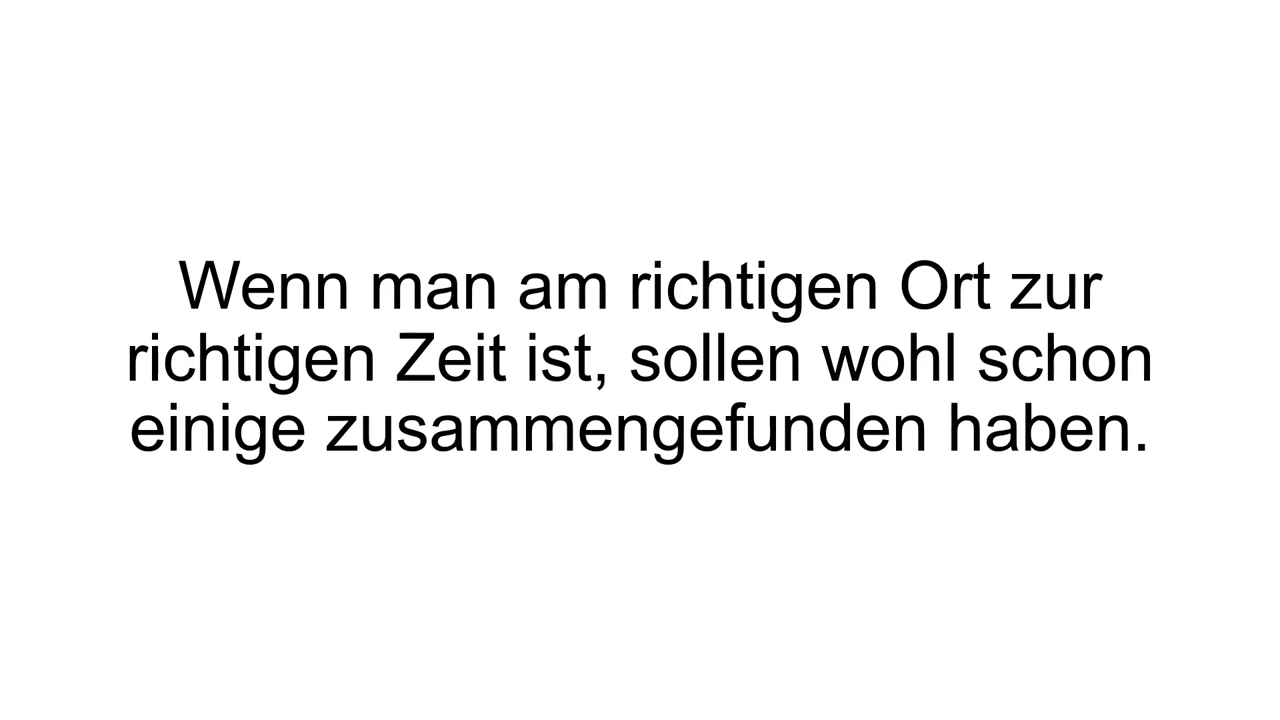 Wenn man am richtigen Ort zur
richtigen Zeit ist, sollen wohl schon
einige zusammengefunden haben.